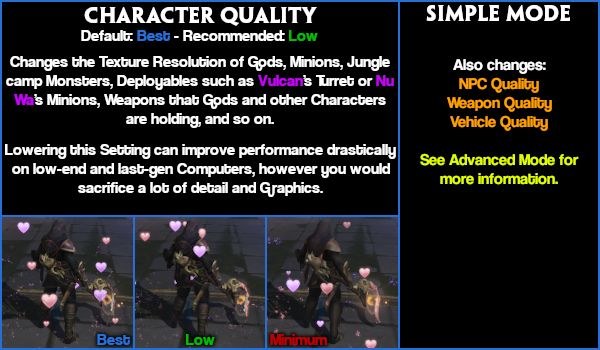 CHARACTER QUALITY
Default: Best - Recommended: Low
Changes the Texture Resolution of Gods, Minions, Jungle
camp Monsters, Deployables such as Vulcan's Turret or Nu
Wa's Minions, Weapons that Gods and other Characters
are holding, and so on.
Lowering this Setting can improve performance drastically
on low-end and last-gen Computers, however you would
sacrifice a lot of detail and Graphics.
Best
Low
Minimum
SIMPLE MODE
Also changes:
NPC Quality
Weapon Quality
Vehicle Quality
See Advanced Mode for
more information.